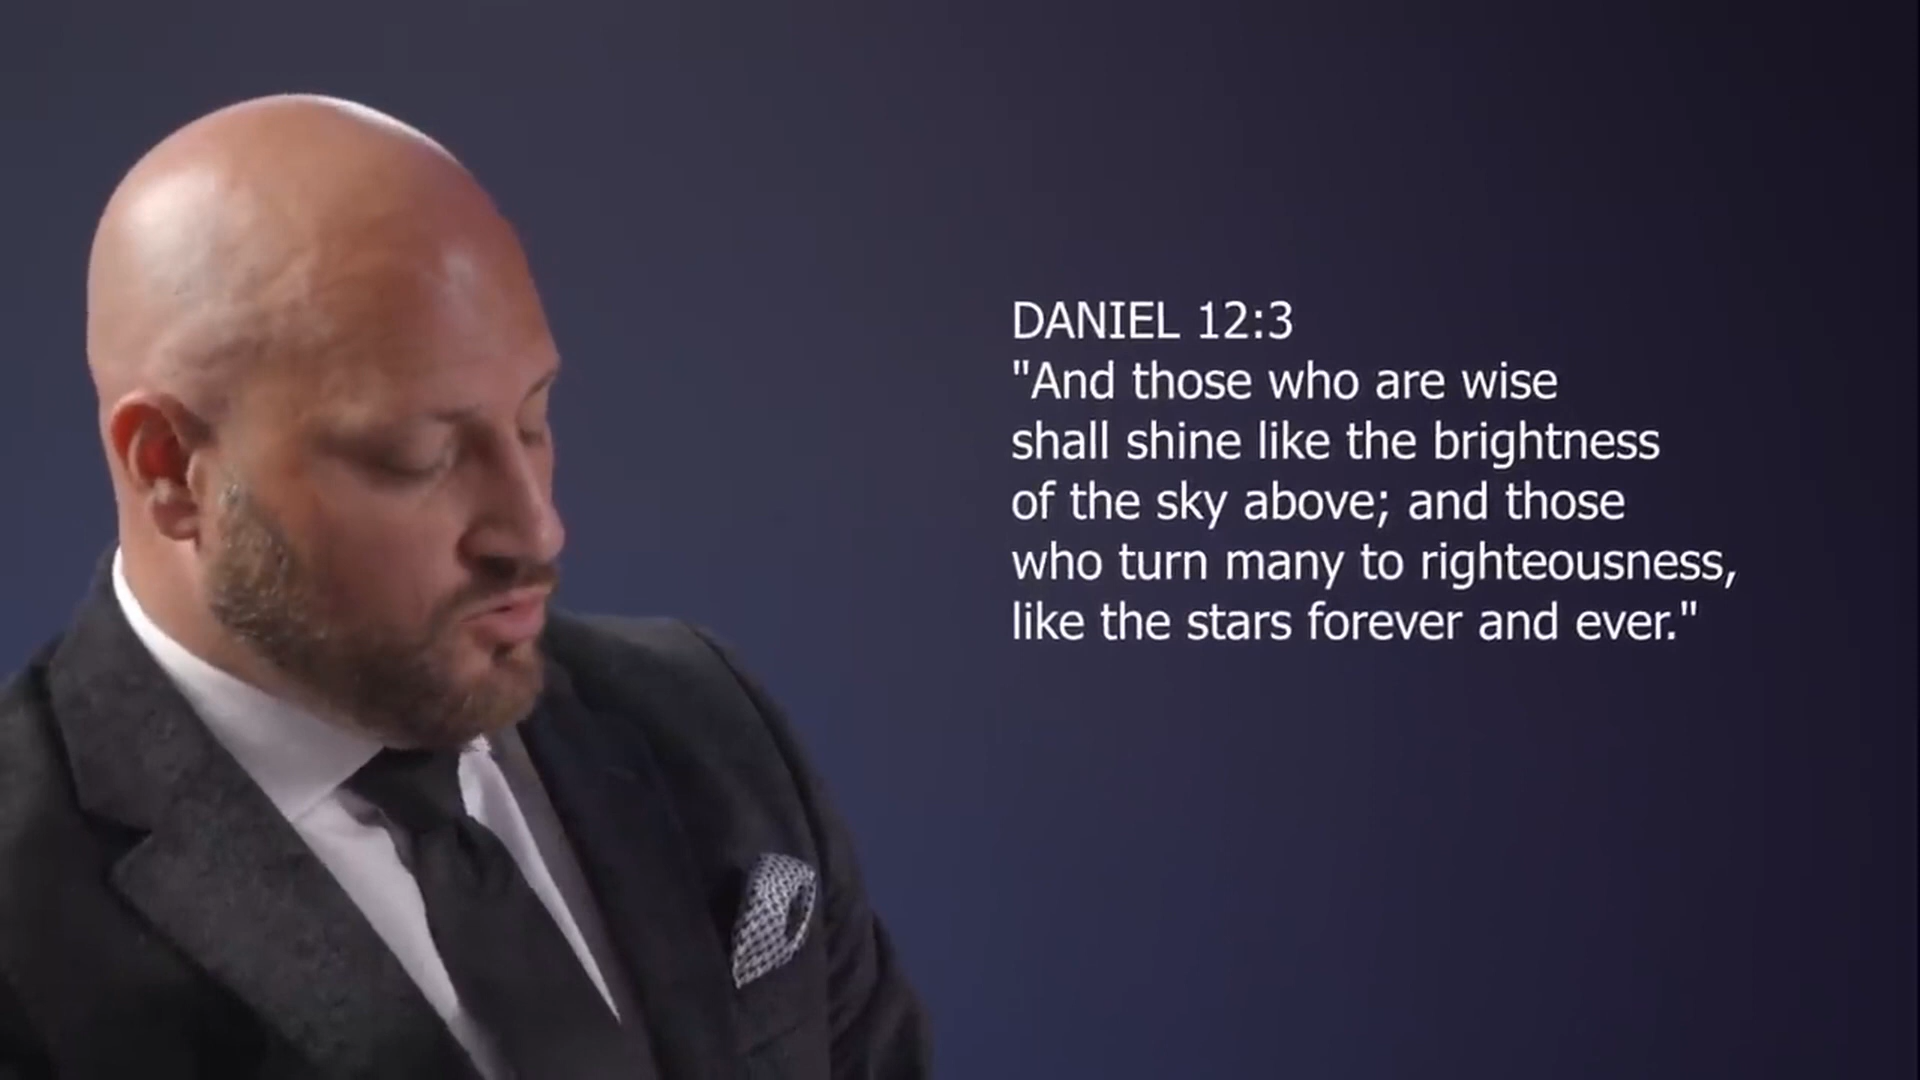 DANIEL 12:3
"And those who are wise
shall shine like the brightness
of the sky above; and those
who turn many to righteousness,
like the stars forever and ever."